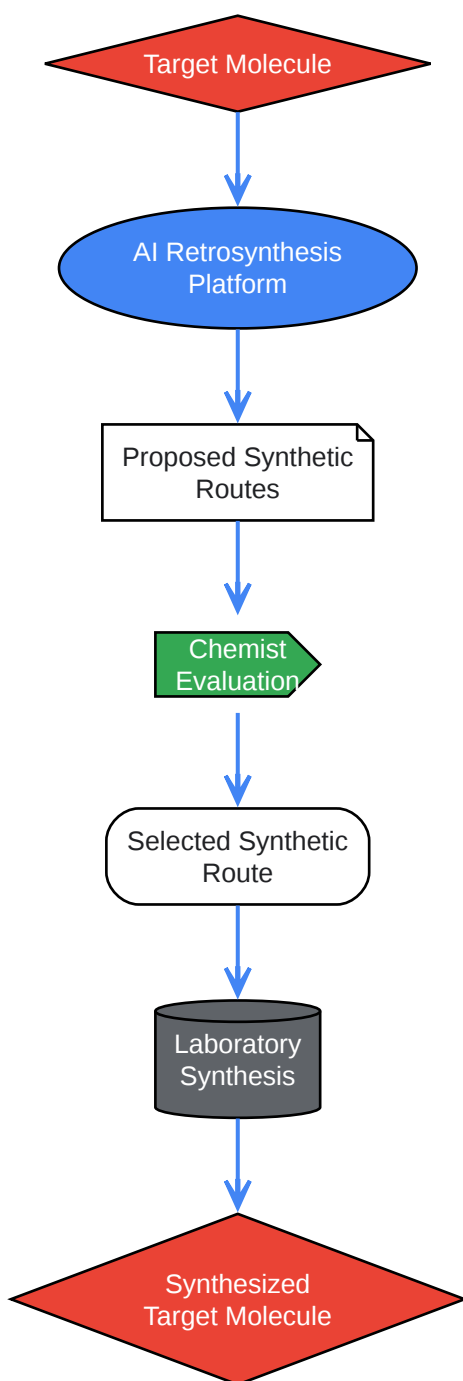 Target Molecule
AI Retrosynthesis
Platform
Proposed Synthetic
Routes
Chemist
Evaluation
Selected Synthetic
Route
Laboratory
Synthesis
Synthesized
Target Molecule